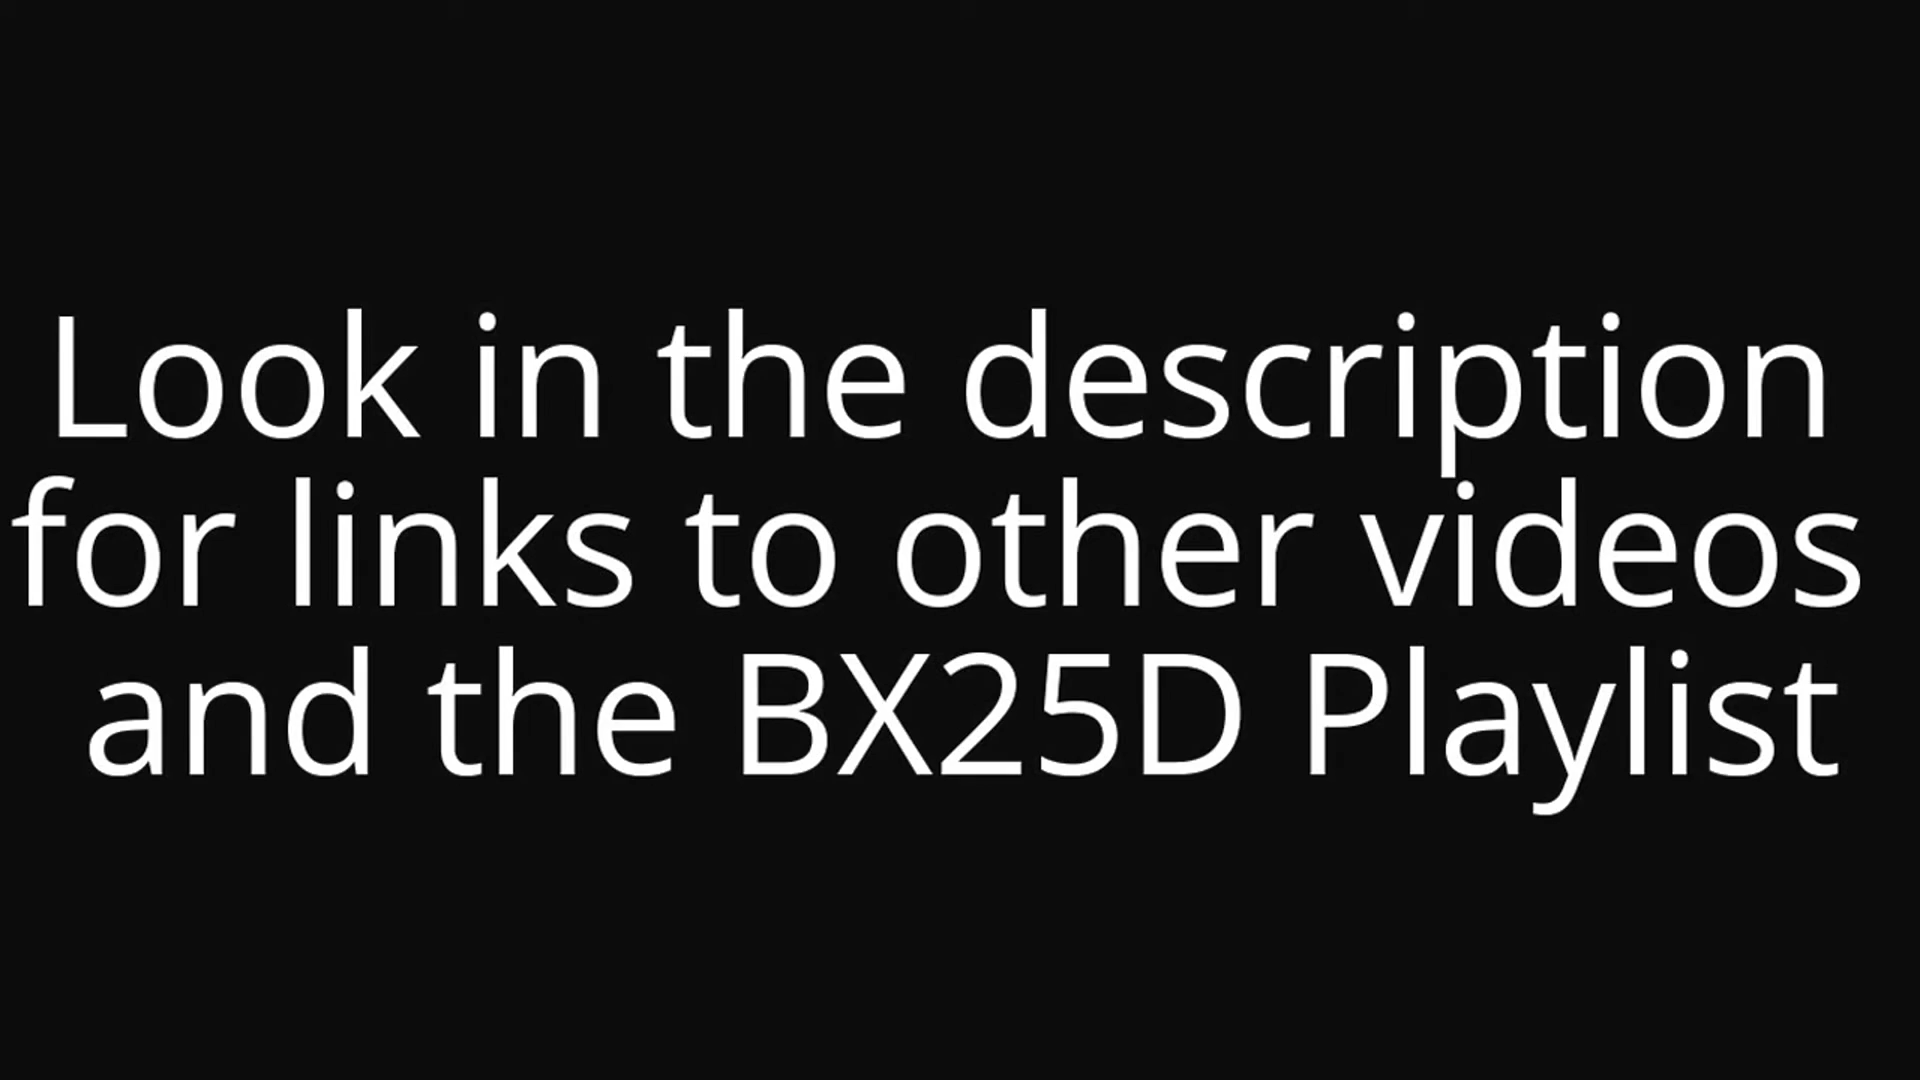 Look in the description
for links to other videos
and the BX25D Playlist